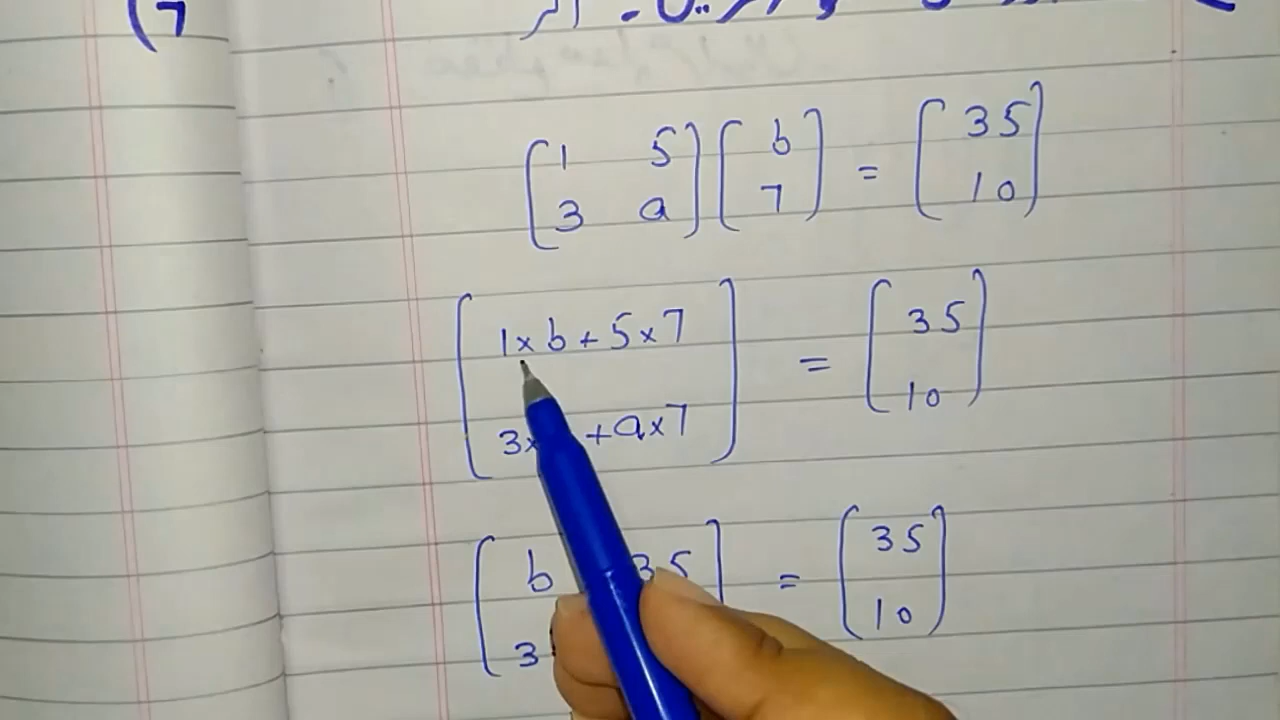 (7
[1 5
3 a] [b
7] = [35
10]
[1×b+5×7
3× +a×7] = [35
10]
[b 35
3 ] = [35
10]